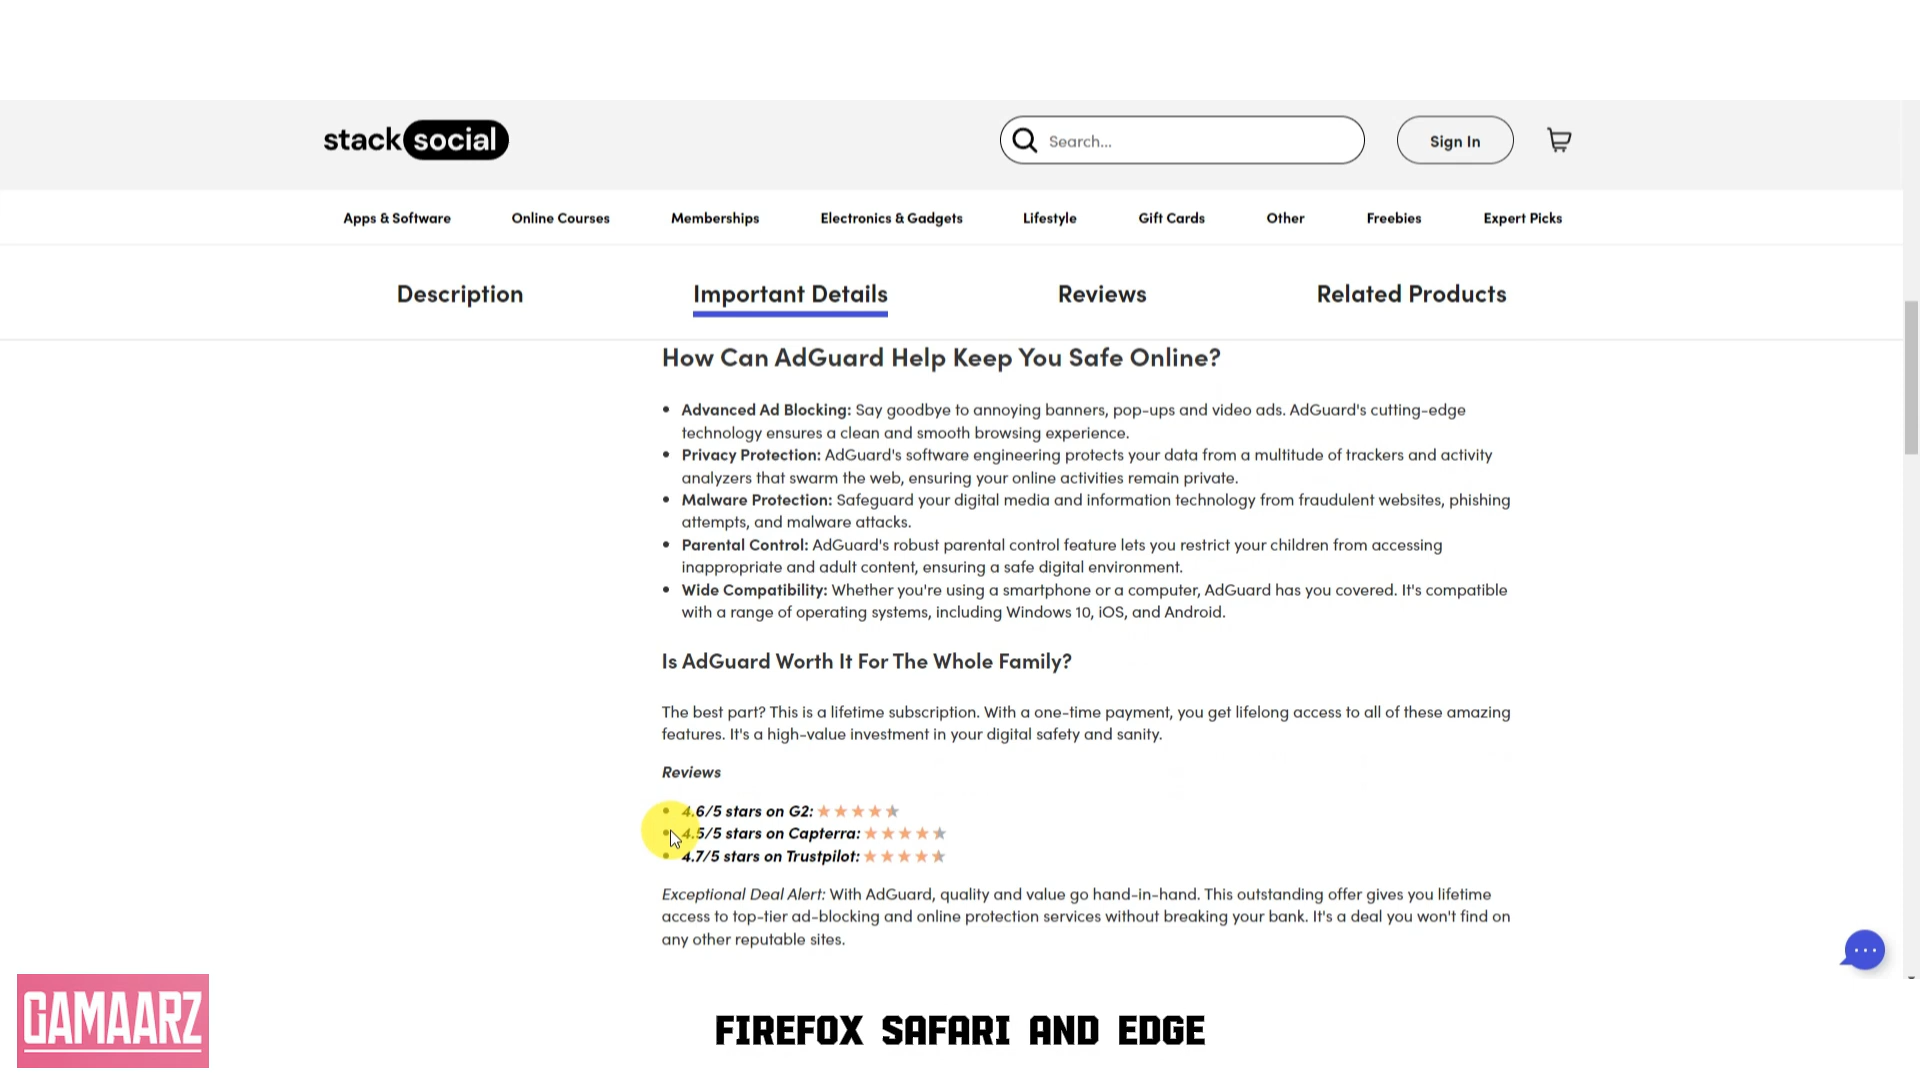 stack social
Search...
Sign In
Apps & Software
Online Courses
Memberships
Electronics & Gadgets
Lifestyle
Gift Cards
Other
Freebies
Expert Picks
Description
Important Details
Reviews
Related Products
How Can AdGuard Help Keep You Safe Online?
Advanced Ad Blocking: Say goodbye to annoying banners, pop-ups and video ads. AdGuard's cutting-edge
technology ensures a clean and smooth browsing experience.
Privacy Protection: AdGuard's software engineering protects your data from a multitude of trackers and activity
analyzers that swarm the web, ensuring your online activities remain private.
Malware Protection: Safeguard your digital media and information technology from fraudulent websites, phishing
attempts, and malware attacks.
Parental Control: AdGuard's robust parental control feature lets you restrict your children from accessing
inappropriate and adult content, ensuring a safe digital environment.
Wide Compatibility: Whether you're using a smartphone or a computer, AdGuard has you covered. It's compatible
with a range of operating systems, including Windows 10, iOS, and Android.
Is AdGuard Worth It For The Whole Family?
The best part? This is a lifetime subscription. With a one-time payment, you get lifelong access to all of these amazing
features. It's a high-value investment in your digital safety and sanity.
Reviews
4.6/5 stars on G2:
4.5/5 stars on Capterra:
4.7/5 stars on Trustpilot:
Exceptional Deal Alert: With AdGuard, quality and value go hand-in-hand. This outstanding offer gives you lifetime
access to top-tier ad-blocking and online protection services without breaking your bank. It's a deal you won't find on
any other reputable sites.
GAMAARZ
FIREFOX SAFARI AND EDGE